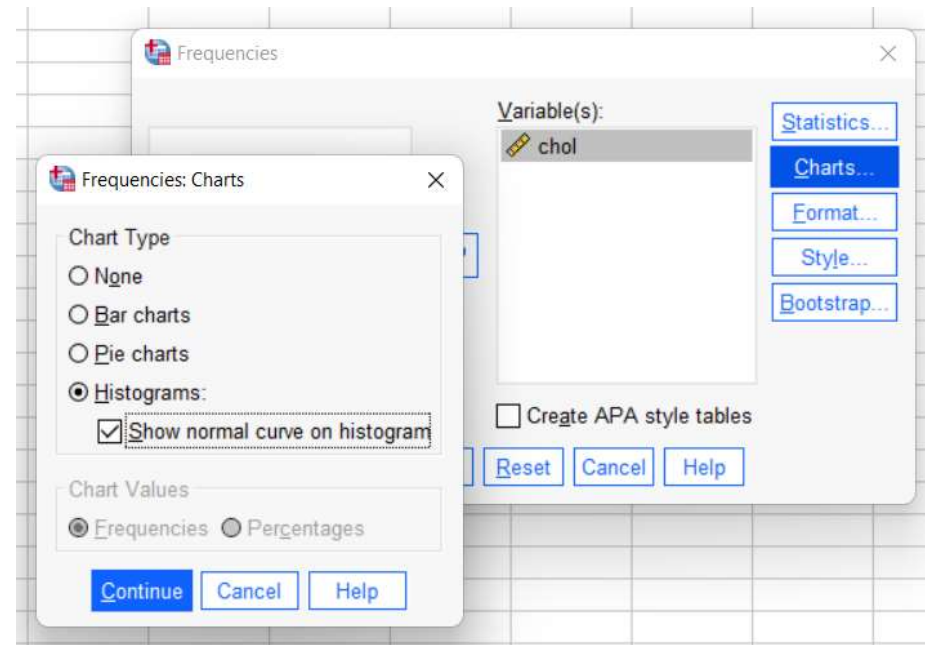 Frequencies
Variable(s):
chol
Statistics...
Charts...
Format...
Style...
Bootstrap...
Create APA style tables
Reset Cancel Help
Frequencies: Charts
Chart Type
None
Bar charts
Pie charts
Histograms:
Show normal curve on histogram
Chart Values
Frequencies Percentages
Continue Cancel Help